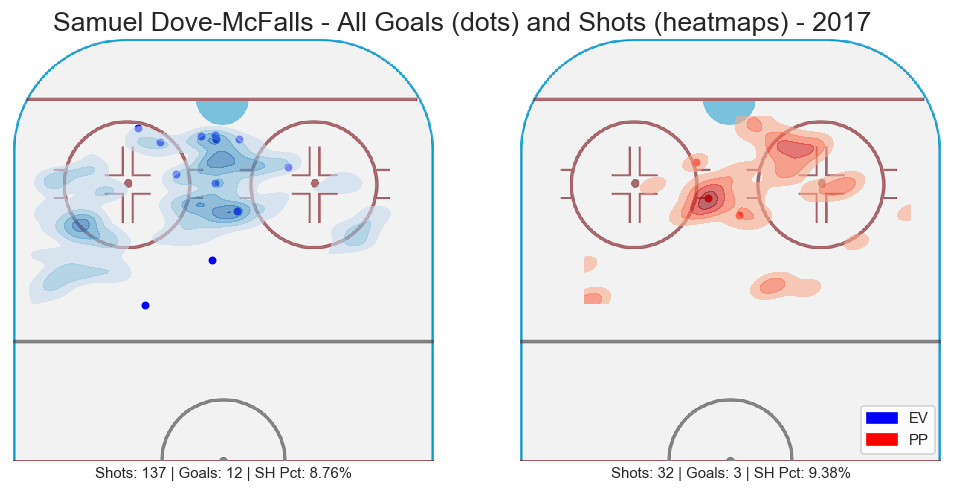 Samuel Dove-McFalls - All Goals (dots) and Shots (heatmaps) - 2017
EV
PP
Shots: 137 | Goals: 12 | SH Pct: 8.76%
Shots: 32 | Goals: 3 | SH Pct: 9.38%